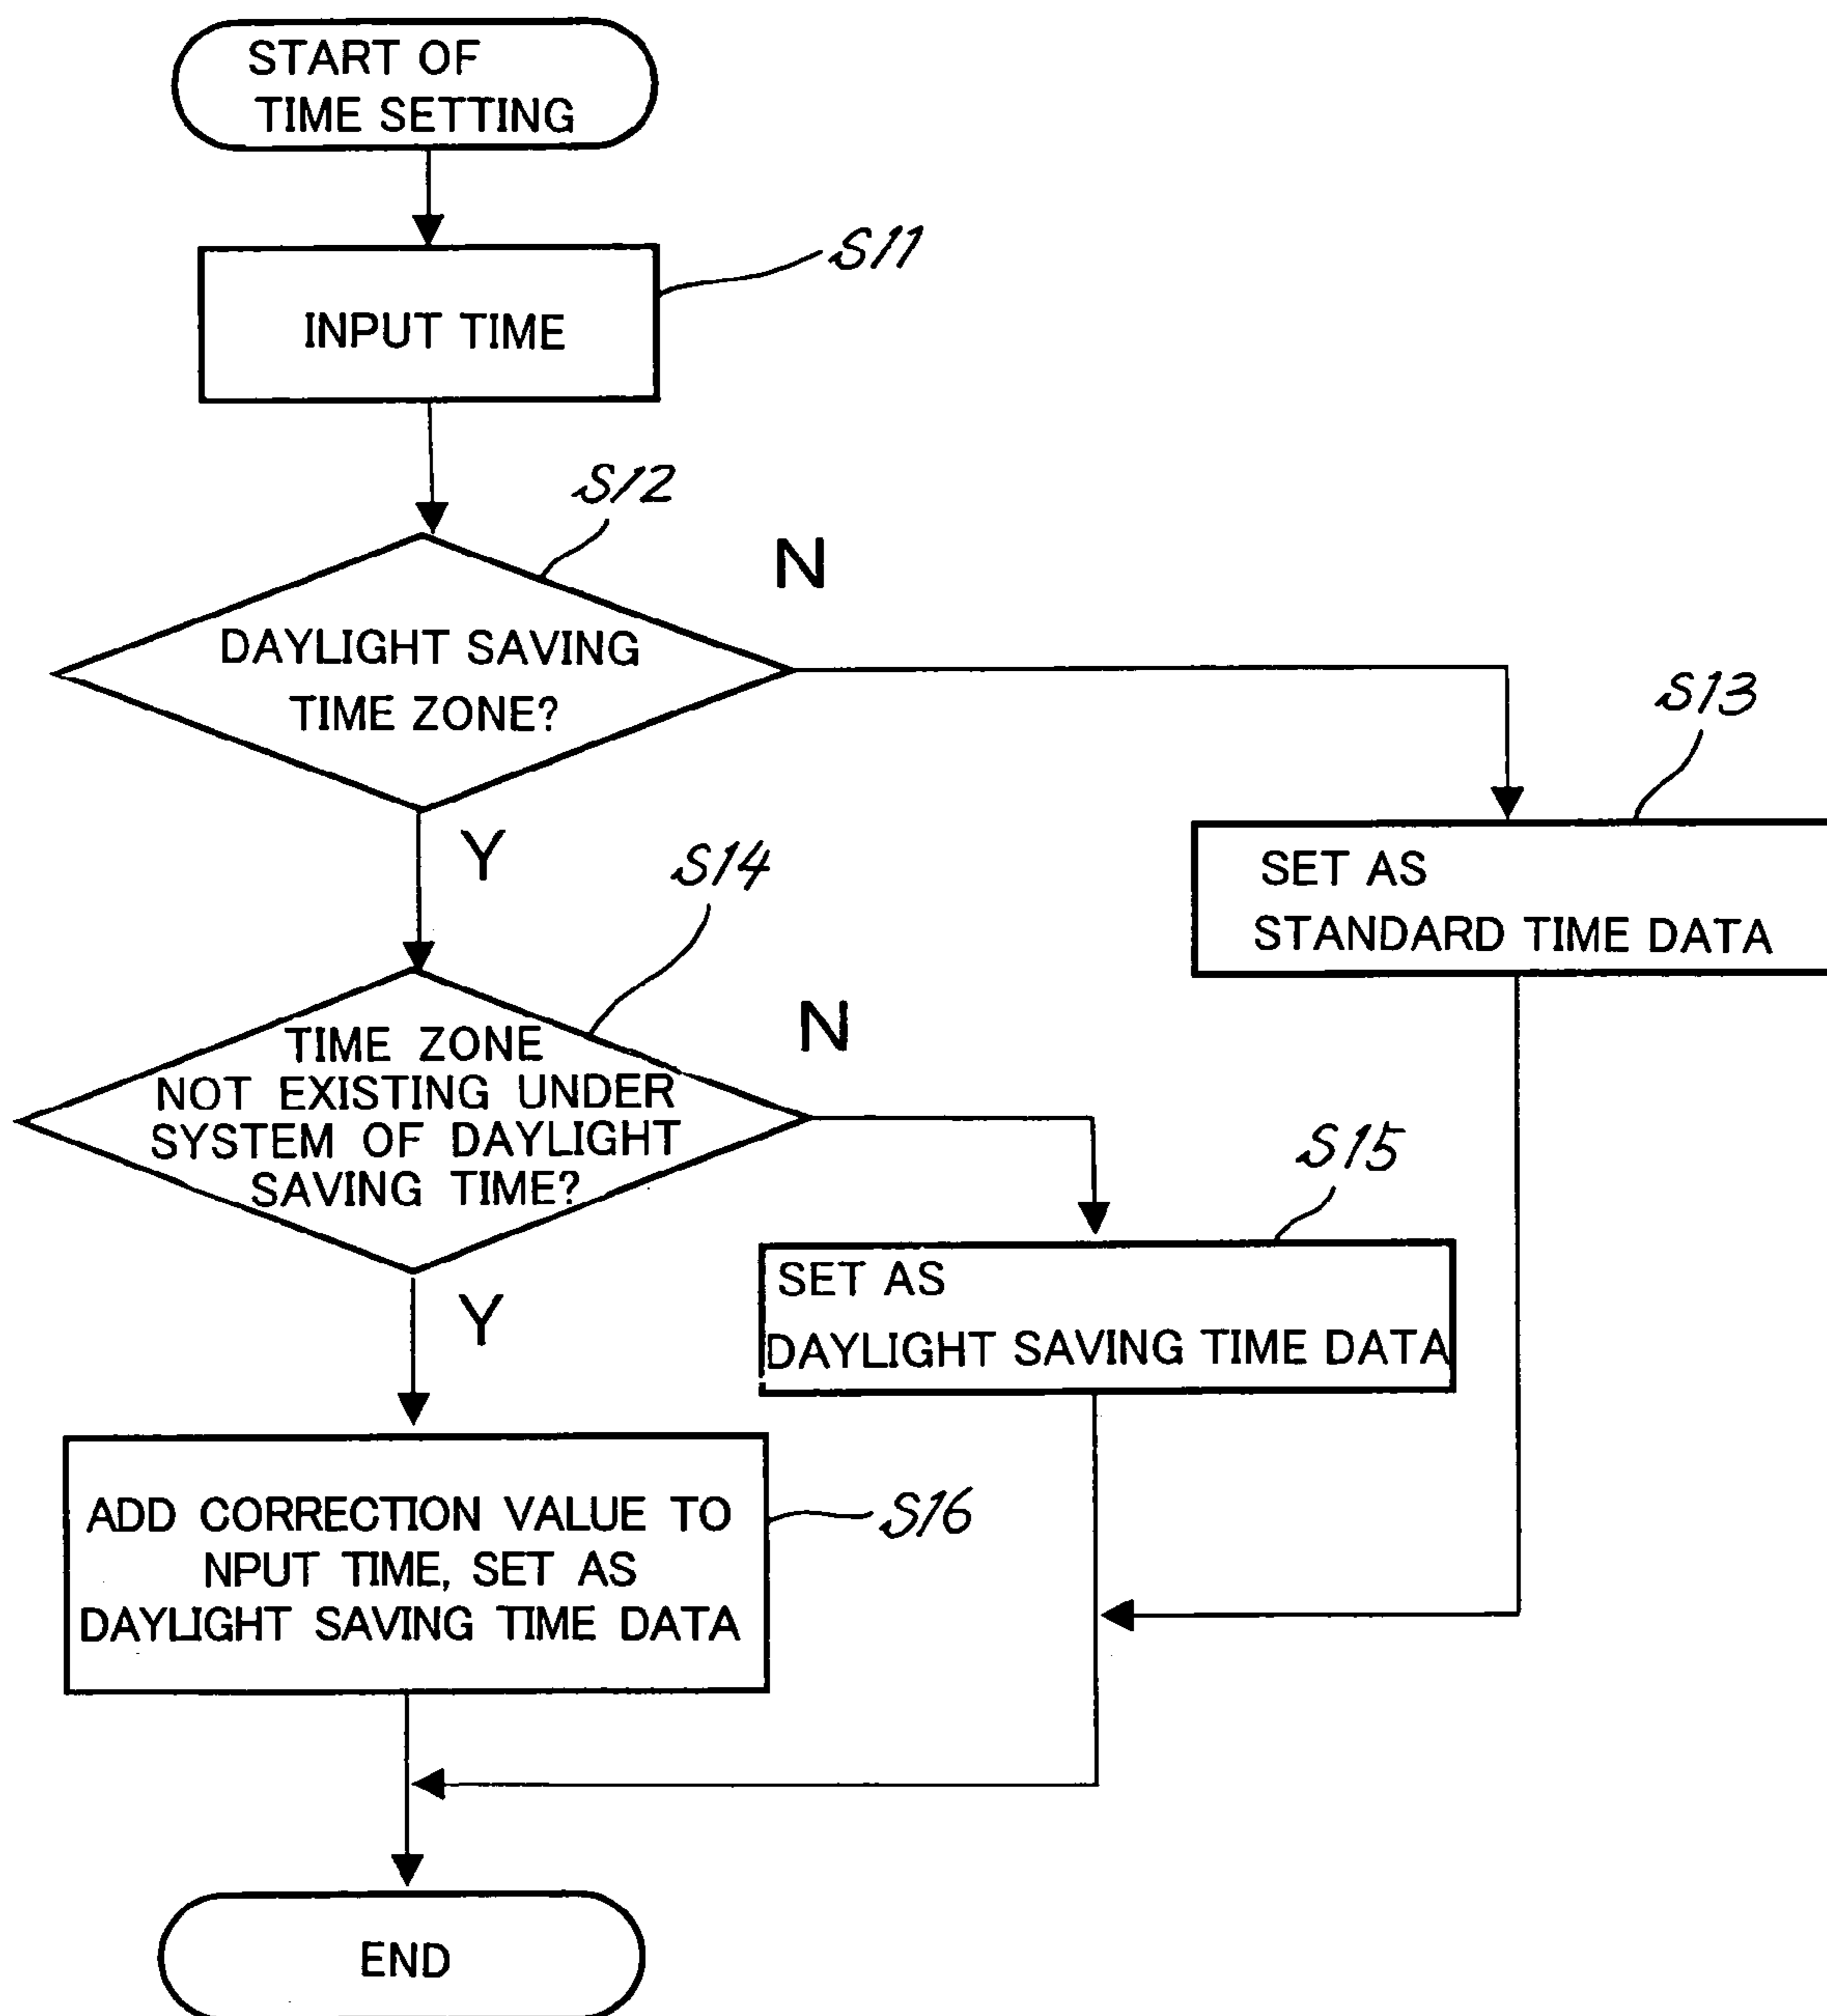 START OF
TIME SETTING
S11
INPUT TIME
S12
N
DAYLIGHT SAVING
TIME ZONE?
S13
Y
SET AS
STANDARD TIME DATA
S14
N
TIME ZONE
NOT EXISTING UNDER
SYSTEM OF DAYLIGHT
SAVING TIME?
S15
Y
SET AS
DAYLIGHT SAVING TIME DATA
S16
ADD CORRECTION VALUE TO
NPUT TIME, SET AS
DAYLIGHT SAVING TIME DATA
END